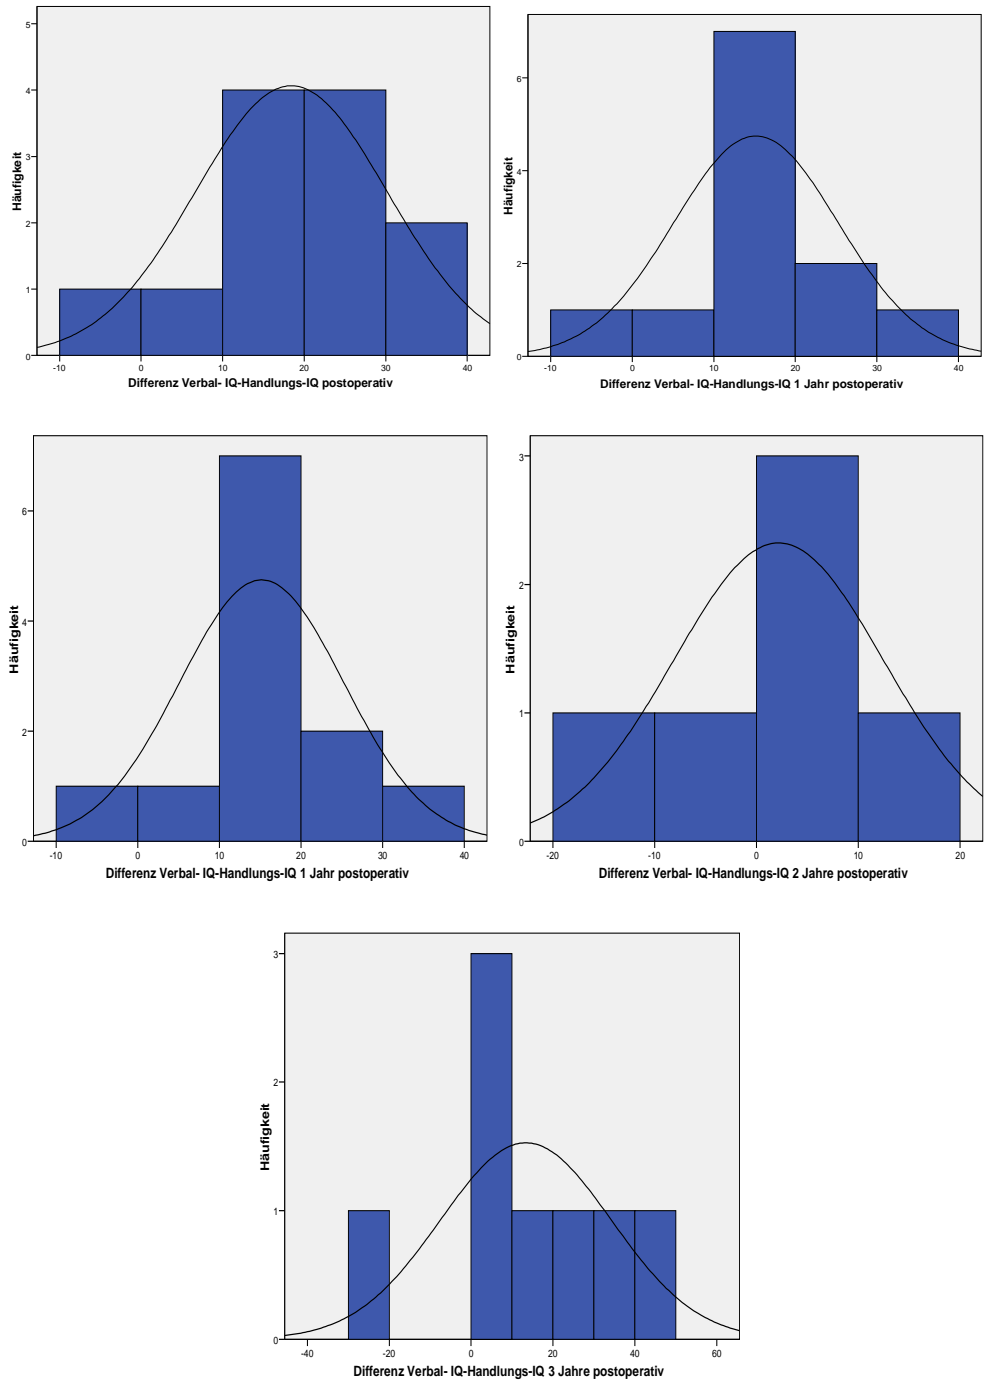 Häufigkeit
5
4
3
2
1
0
-10 0 10 20 30 40
Differenz Verbal- IQ-Handlungs-IQ postoperativ
Häufigkeit
6
4
2
0
-10 0 10 20 30 40
Differenz Verbal- IQ-Handlungs-IQ 1 Jahr postoperativ
Häufigkeit
6
4
2
0
-10 0 10 20 30 40
Differenz Verbal- IQ-Handlungs-IQ 1 Jahr postoperativ
Häufigkeit
3
2
1
0
-20 -10 0 10 20
Differenz Verbal- IQ-Handlungs-IQ 2 Jahre postoperativ
Häufigkeit
3
2
1
0
-40 -20 0 20 40 60
Differenz Verbal- IQ-Handlungs-IQ 3 Jahre postoperativ